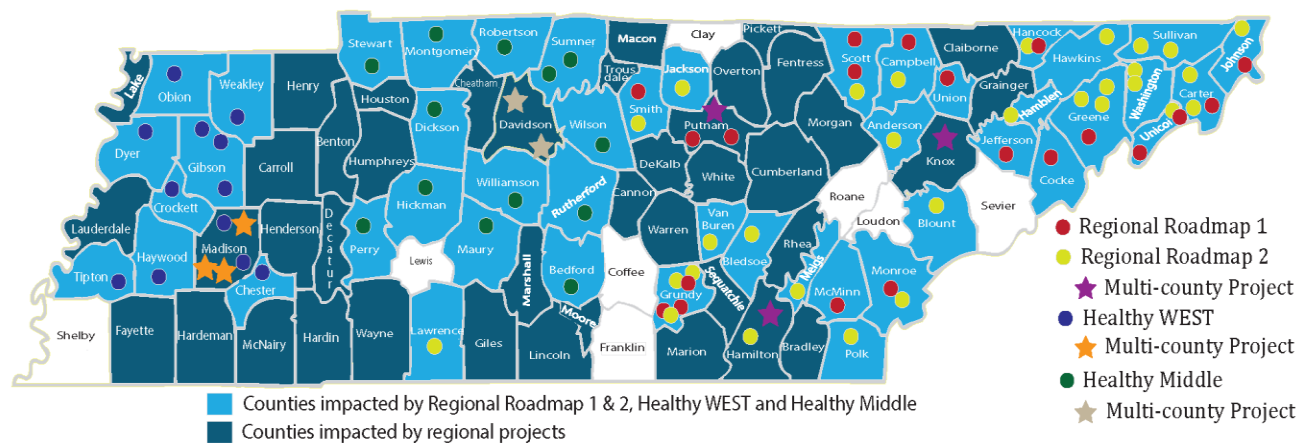 Stewart
Montgomery
Robertson
Sumner
Macon
Clay
Pickett
Trous
dale
Jackson
Overton
Fentress
Scott
Campbell
Claiborne
Hancock
Hawkins
Sullivan
Johnson
Lake
Obion
Weakley
Henry
Houston
Cheatham
Davidson
Wilson
Smith
Putnam
Morgan
Anderson
Union
Grainger
Hamblen
Greene
Washington
Carter
Unicoi
Dyer
Gibson
Carroll
Benton
Humphreys
Dickson
Williamson
Rutherford
Cannon
DeKalb
White
Cumberland
Roane
Knox
Jefferson
Cocke
Sevier
Lauderdale
Crockett
Haywood
Madison
Henderson
Decatur
Perry
Hickman
Lewis
Maury
Marshall
Bedford
Coffee
Warren
Van
Buren
Bledsoe
Rhea
Meigs
Loudon
Blount
Monroe
McMinn
Tipton
Chester
Grundy
Sequatchie
Shelby
Fayette
Hardeman
McNairy
Hardin
Wayne
Lawrence
Giles
Lincoln
Moore
Franklin
Marion
Hamilton
Bradley
Polk
Regional Roadmap 1
Regional Roadmap 2
Multi-county Project
Healthy WEST
Multi-county Project
Healthy Middle
Multi-county Project
Counties impacted by Regional Roadmap 1 & 2, Healthy WEST and Healthy Middle
Counties impacted by regional projects